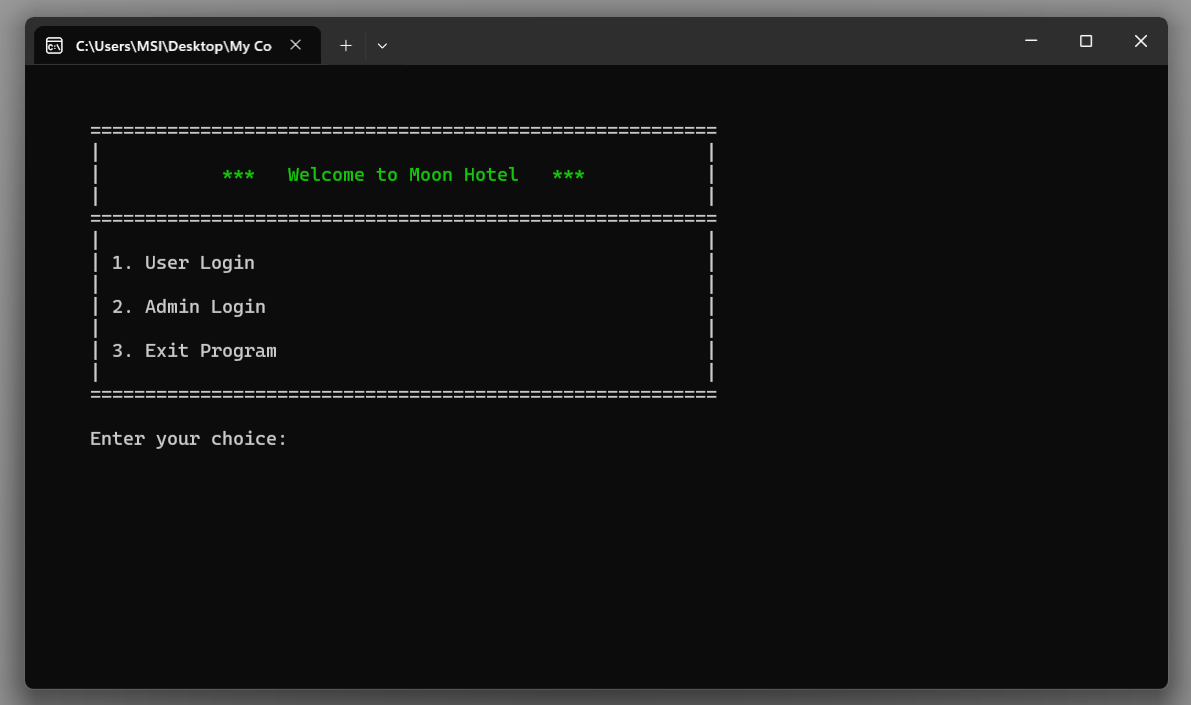 C:\Users\MSI\Desktop\My Co
=========================================================
*** Welcome to Moon Hotel ***
=========================================================
1. User Login
2. Admin Login
3. Exit Program
=========================================================
Enter your choice: